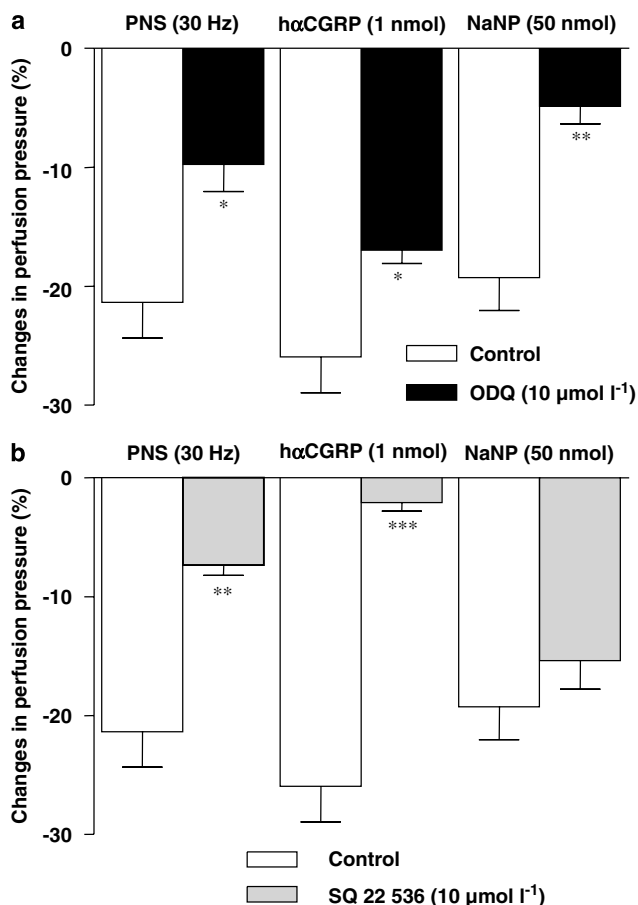 a
PNS (30 Hz) hαCGRP (1 nmol) NaNP (50 nmol)
Changes in perfusion pressure (%)
0
-10
-20
-30
*
*
**
Control
ODQ (10 µmol l⁻¹)
b
PNS (30 Hz) hαCGRP (1 nmol) NaNP (50 nmol)
Changes in perfusion pressure (%)
0
-10
-20
-30
**
***
Control
SQ 22 536 (10 µmol l⁻¹)